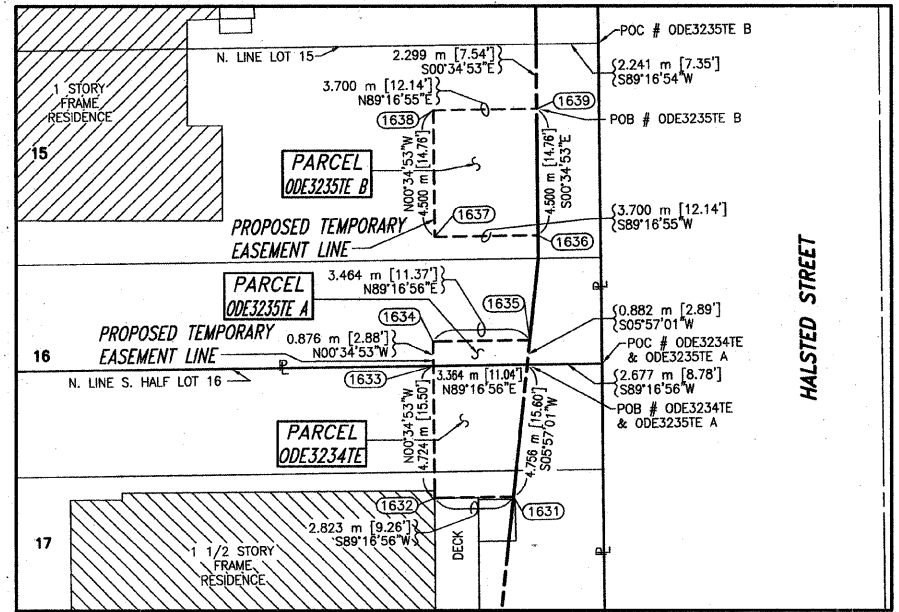 POC # ODE3235TE B
N. LINE LOT 15
2.299 m [7.54']
S00°34'53"E
2.241 m [7.35']
S89°16'54"W
1 STORY
FRAME
RESIDENCE
3.700 m [12.14']
N89°16'55"E
1639
1638
POB # ODE3235TE B
15
N00°34'53"W
4.500 m [14.76']
4.500 m [14.76']
S00°34'53"E
PARCEL
ODE3235TE B
1637
3.700 m [12.14']
S89°16'55"W
PROPOSED TEMPORARY
EASEMENT LINE
1636
HALSTED STREET
PARCEL
ODE3235TE A
3.464 m [11.37']
N89°16'56"E
PL
1635
1634
0.882 m [2.89']
S05°57'01"W
PROPOSED TEMPORARY
EASEMENT LINE
0.876 m [2.88']
N00°34'53"W
POC # ODE3234TE
& ODE3235TE A
16
PL
N. LINE S. HALF LOT 16
1633
3.364 m [11.04']
N89°16'56"E
2.677 m [8.78']
S89°16'56"W
POB # ODE3234TE
& ODE3235TE A
PARCEL
ODE3234TE
N00°34'53"W
4.724 m [15.50']
4.756 m [15.60']
S05°57'01"W
1632
1631
2.823 m [9.26']
S89°16'56"W
17
1 1/2 STORY
FRAME
RESIDENCE
DECK
PL